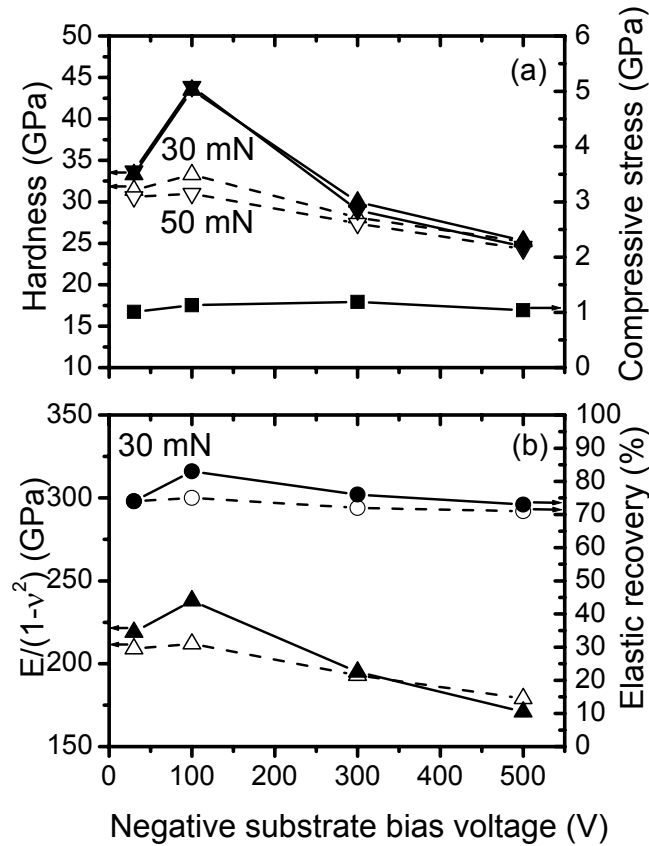 50
45
40
35
30
25
20
15
10
Hardness (GPa)
(a)
30 mN
50 mN
6
5
4
3
2
1
0
Compressive stress (GPa)
350
300
250
200
150
E/(1-ν²) (GPa)
30 mN
(b)
100
90
80
70
60
50
40
30
20
10
0
Elastic recovery (%)
0 100 200 300 400 500
Negative substrate bias voltage (V)